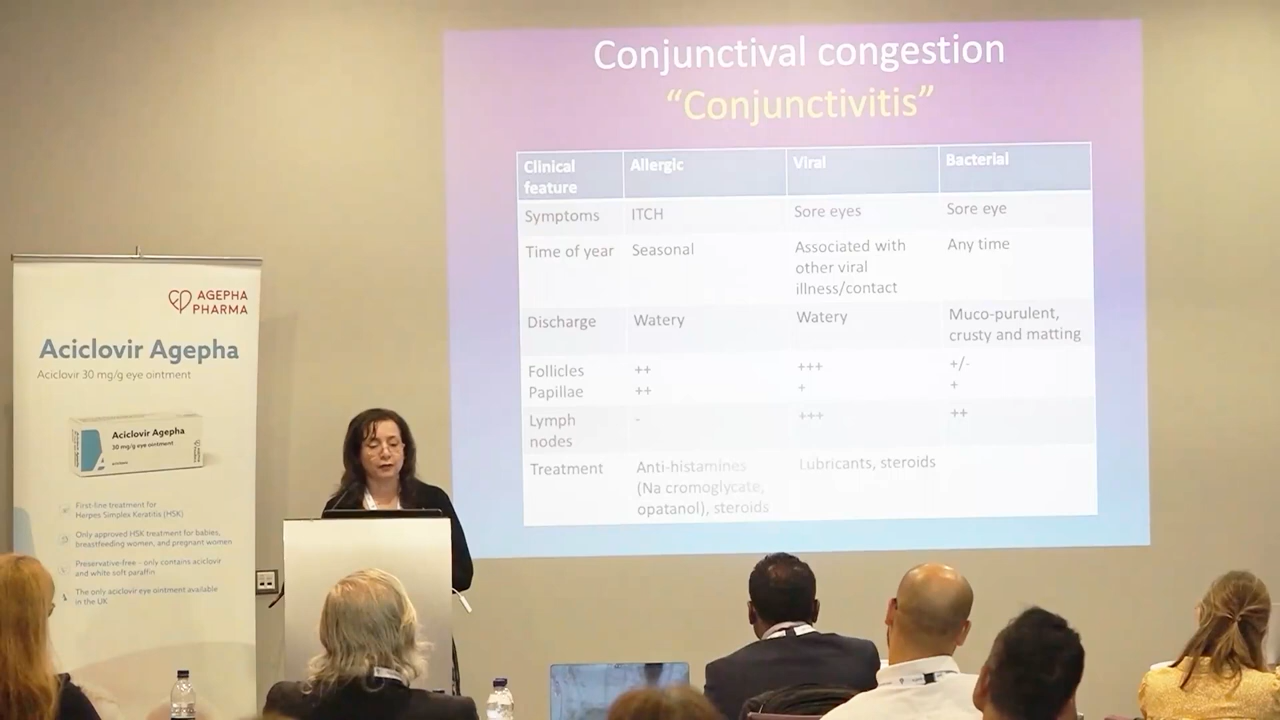 Conjunctival congestion
“Conjunctivitis”
Clinical feature
Allergic
Viral
Bacterial
Symptoms
ITCH
Sore eyes
Sore eye
Time of year
Seasonal
Associated with
other viral
illness/contact
Any time
Discharge
Watery
Watery
Muco-purulent,
crusty and matting
Follicles
Papillae
++
++
+++
+
+/-
+
Lymph
nodes
-
+++
++
Treatment
Anti-histamines
(Na cromoglycate,
opatanol), steroids
Lubricants, steroids
AGEPHA
PHARMA
Aciclovir Agepha
Aciclovir 30 mg/g eye ointment
Aciclovir Agepha
30 mg/g eye ointment
First-line treatment for
Herpes Simplex Keratitis (HSK)
Only approved HSK treatment for babies,
breastfeeding women, and pregnant women
Preservative-free – only contains aciclovir
and white soft paraffin
The only aciclovir eye ointment available
in the UK